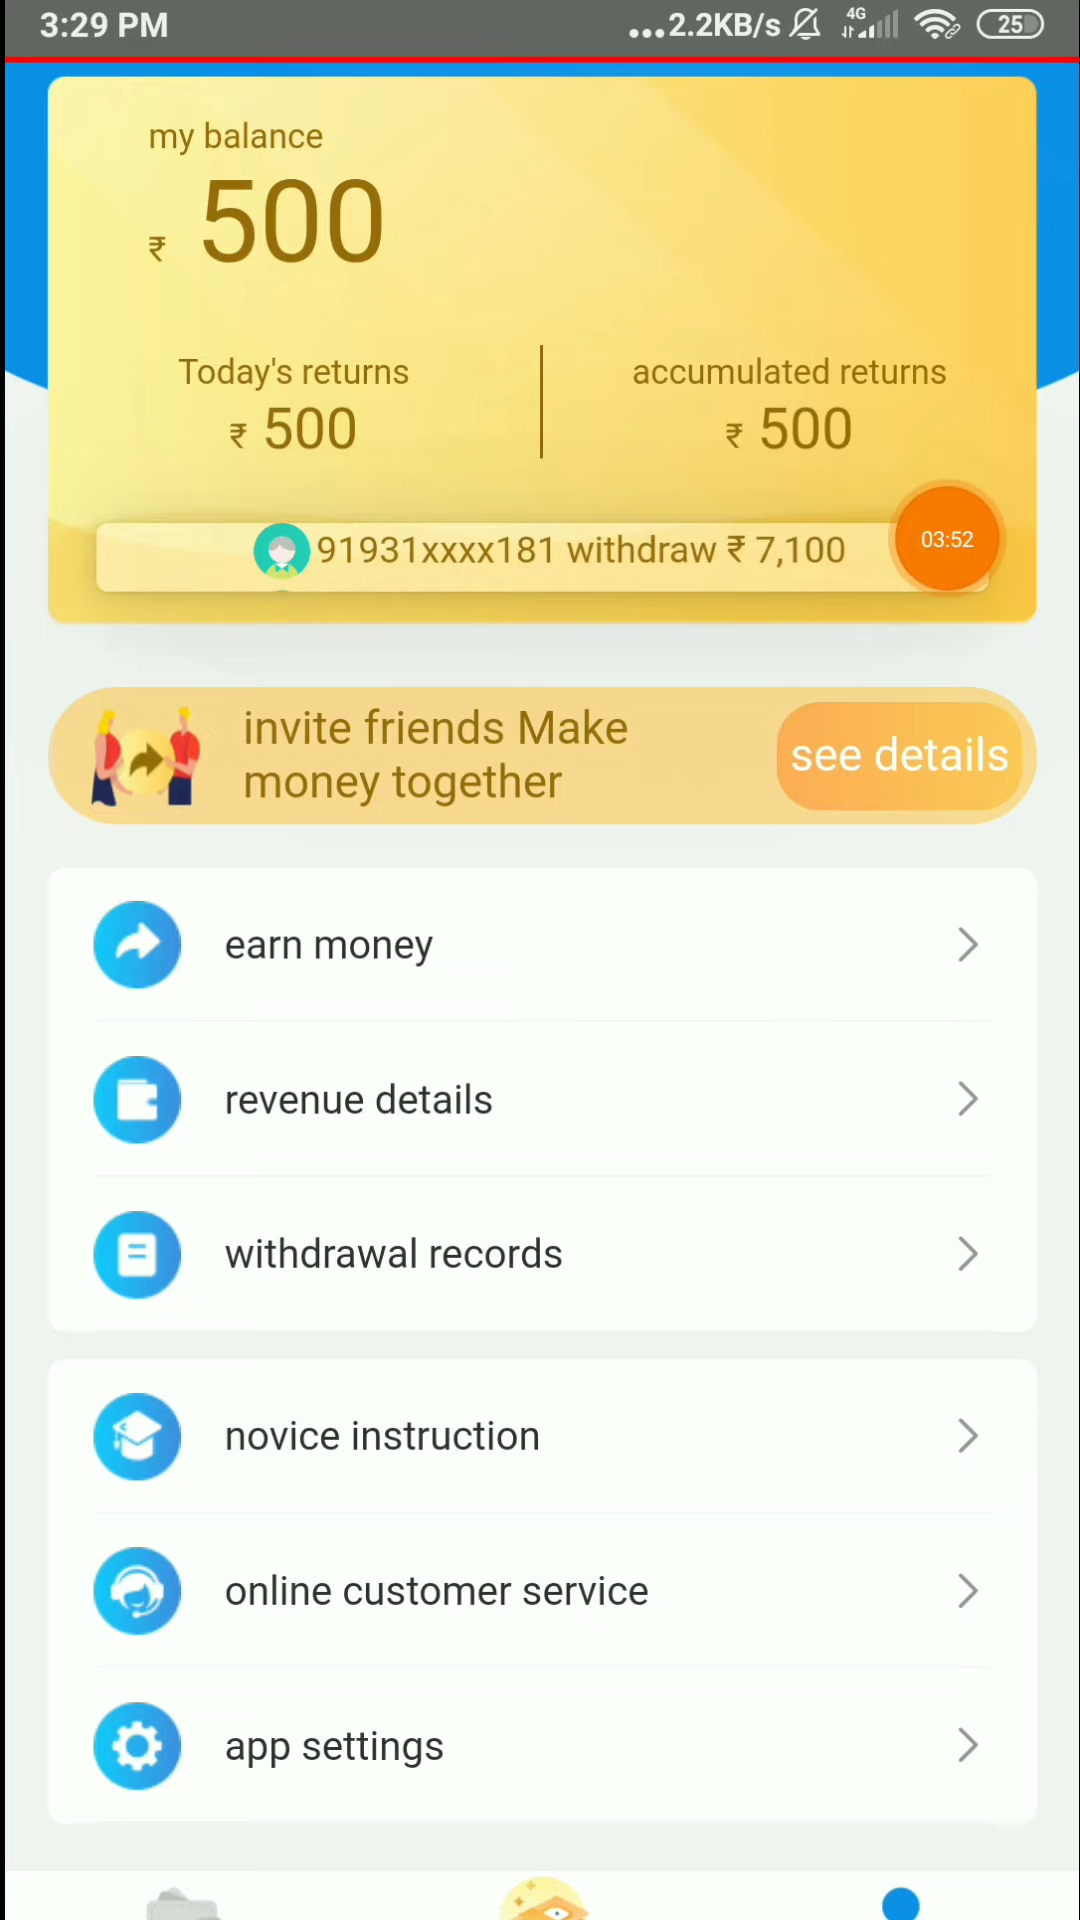 3:29 PM
...2.2KB/s 4G 25
my balance
₹ 500
Today's returns
₹ 500
accumulated returns
₹ 500
91931xxxx181 withdraw ₹ 7,100
03:52
invite friends Make
money together
see details
earn money
revenue details
withdrawal records
novice instruction
online customer service
app settings